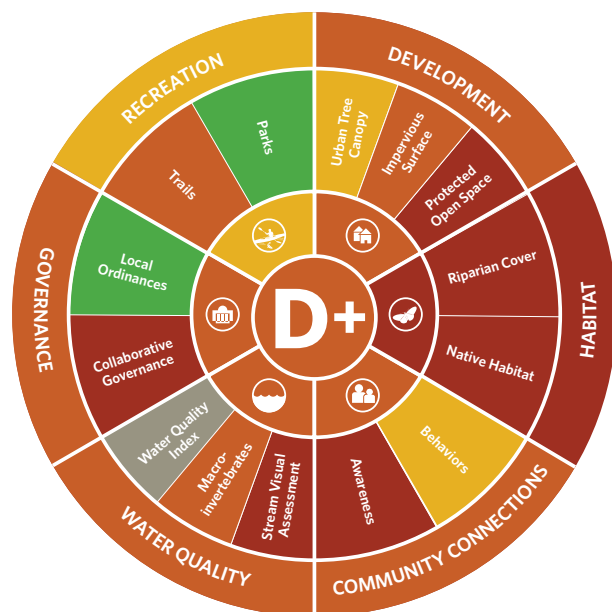 RECREATION
DEVELOPMENT
HABITAT
COMMUNITY CONNECTIONS
WATER QUALITY
GOVERNANCE
Parks
Trails
Urban Tree
Canopy
Impervious
Surface
Protected
Open Space
Riparian Cover
Native Habitat
Behaviors
Awareness
Stream Visual
Assessment
Macro-
invertebrates
Water Quality
Index
Collaborative
Governance
Local
Ordinances
D+